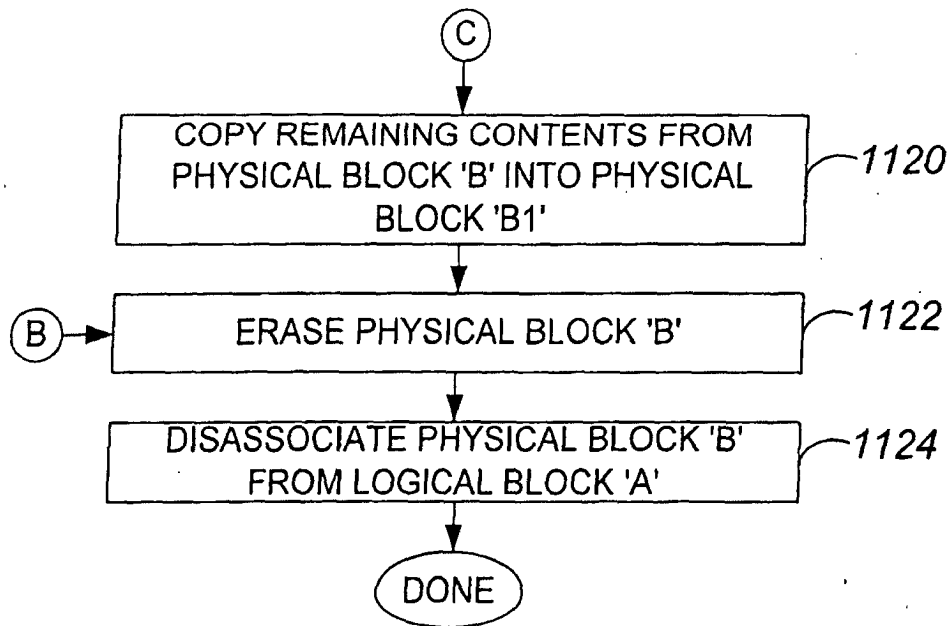 C
COPY REMAINING CONTENTS FROM
PHYSICAL BLOCK 'B' INTO PHYSICAL
BLOCK 'B1'
1120
B
ERASE PHYSICAL BLOCK 'B'
1122
DISASSOCIATE PHYSICAL BLOCK 'B'
FROM LOGICAL BLOCK 'A'
1124
DONE